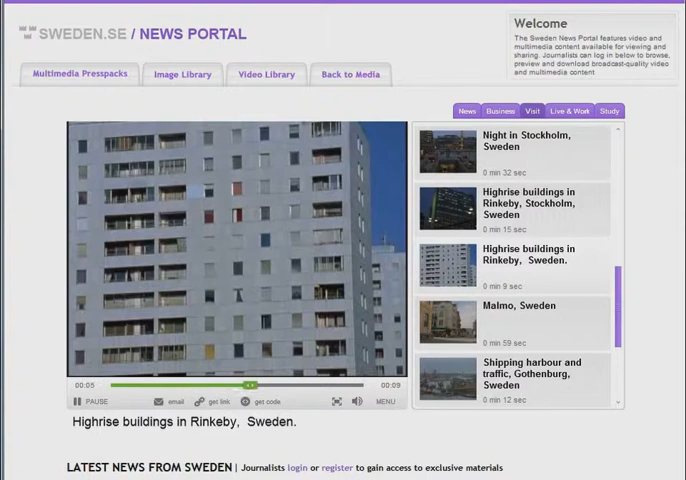 SWEDEN.SE / NEWS PORTAL
Welcome
The Sweden News Portal features video and
multimedia content available for viewing and
sharing. Journalists can log in below to browse,
preview and download broadcast-quality video
and multimedia content
Multimedia Presspacks
Image Library
Video Library
Back to Media
News
Business
Visit
Live & Work
Study
Night in Stockholm,
Sweden
0 min 32 sec
Highrise buildings in
Rinkeby, Stockholm,
Sweden
0 min 15 sec
Highrise buildings in
Rinkeby, Sweden.
0 min 9 sec
Malmo, Sweden
0 min 59 sec
Shipping harbour and
traffic, Gothenburg,
Sweden
0 min 12 sec
00:05
00:09
PAUSE
email
get link
get code
MENU
Highrise buildings in Rinkeby, Sweden.
LATEST NEWS FROM SWEDEN | Journalists login or register to gain access to exclusive materials